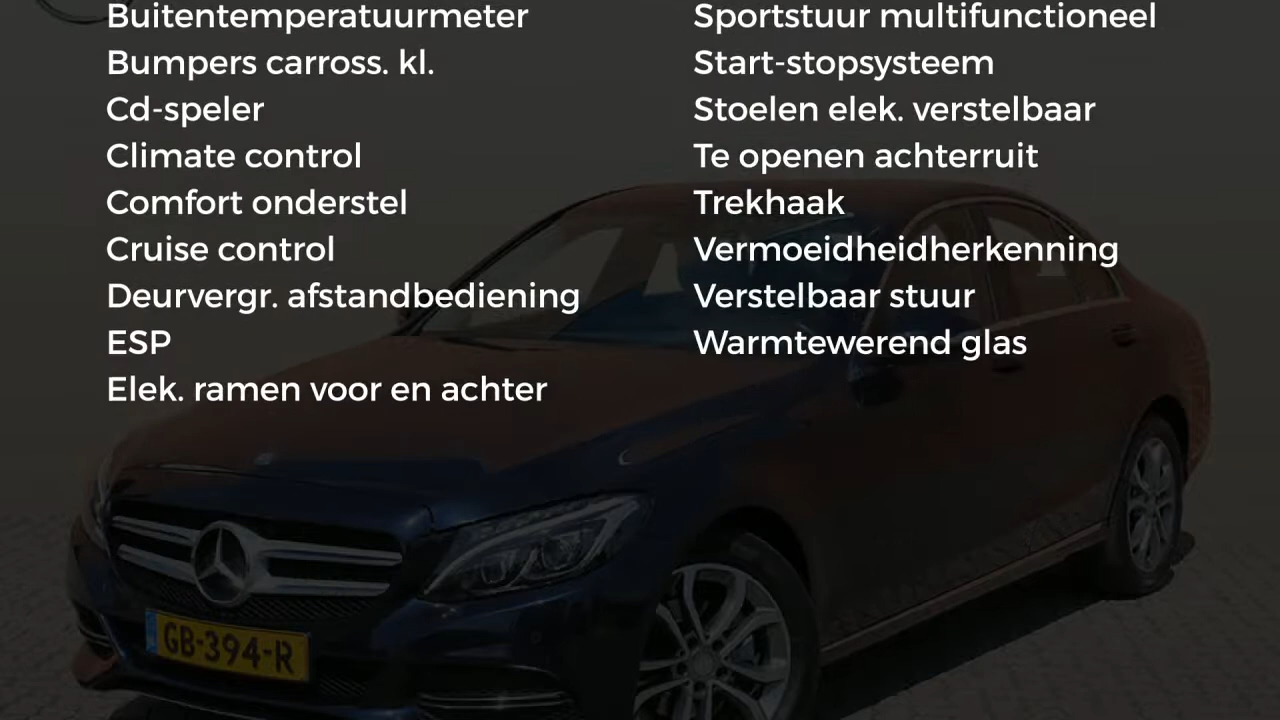 Buitentemperatuurmeter
Bumpers carross. kl.
Cd-speler
Climate control
Comfort onderstel
Cruise control
Deurvergr. afstandbediening
ESP
Elek. ramen voor en achter
Sportstuur multifunctioneel
Start-stopsysteem
Stoelen elek. verstelbaar
Te openen achterruit
Trekhaak
Vermoeidheidherkenning
Verstelbaar stuur
Warmtewerend glas
GB-394-R